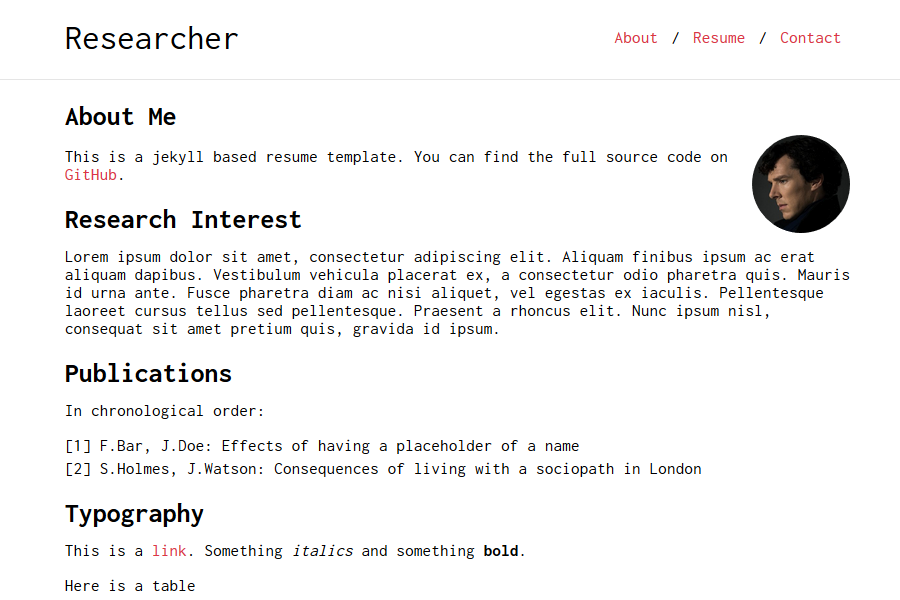 Researcher
About / Resume / Contact
About Me
This is a jekyll based resume template. You can find the full source code on
GitHub.
Research Interest
Lorem ipsum dolor sit amet, consectetur adipiscing elit. Aliquam finibus ipsum ac erat
aliquam dapibus. Vestibulum vehicula placerat ex, a consectetur odio pharetra quis. Mauris
id urna ante. Fusce pharetra diam ac nisi aliquet, vel egestas ex iaculis. Pellentesque
laoreet cursus tellus sed pellentesque. Praesent a rhoncus elit. Nunc ipsum nisl,
consequat sit amet pretium quis, gravida id ipsum.
Publications
In chronological order:
[1] F.Bar, J.Doe: Effects of having a placeholder of a name
[2] S.Holmes, J.Watson: Consequences of living with a sociopath in London
Typography
This is a link. Something italics and something bold.
Here is a table